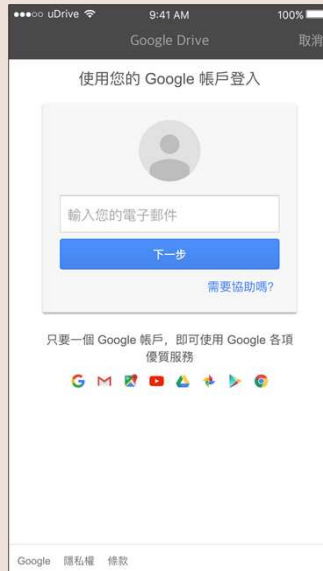 uDrive 9:41 AM 100%
Google Drive 取消
使用您的 Google 帳戶登入
輸入您的電子郵件
下一步
需要協助嗎?
只要一個 Google 帳戶，即可使用 Google 各項
優質服務
Google 隱私權 條款